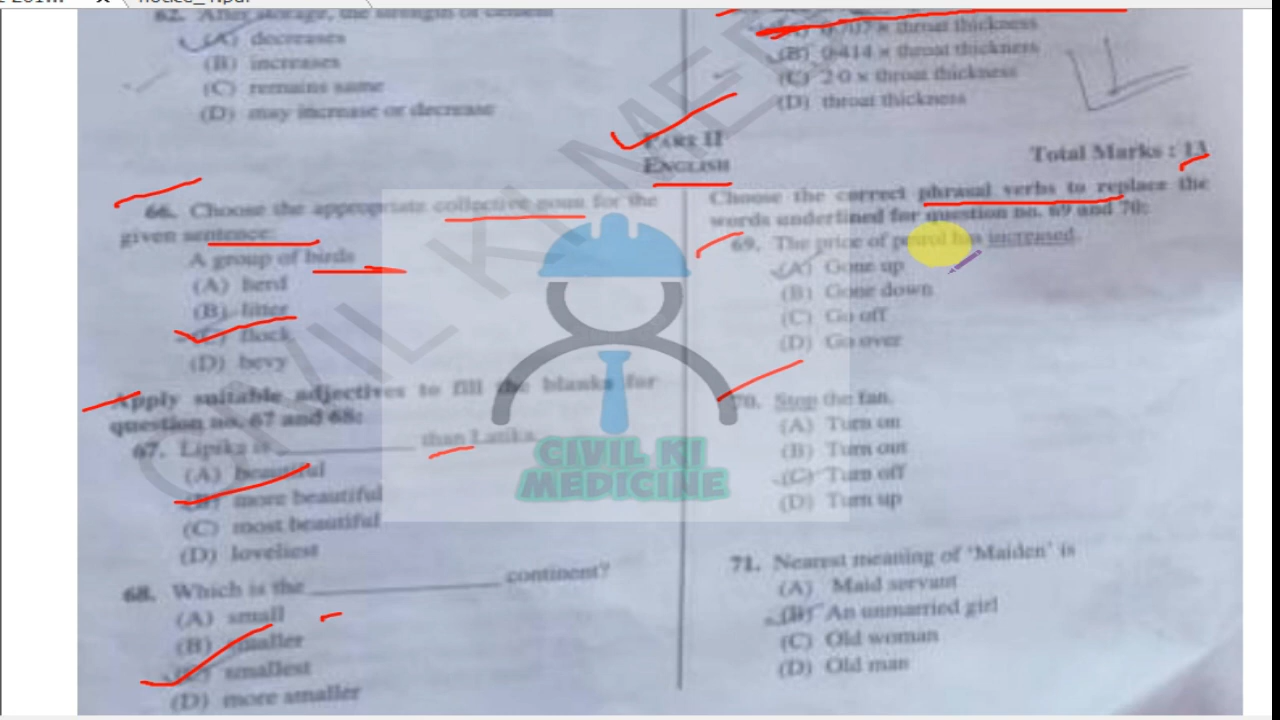 notice_4.pdf
62. After storage, the strength of cement
(A) decreases
(B) increases
(C) remains same
(D) may increase or decrease
PART II
ENGLISH
66. Choose the appropriate collective noun for the
given sentence:
A group of birds
(A) herd
(B) litter
(C) flock
(D) bevy
Apply suitable adjectives to fill the blanks for
question no. 67 and 68:
67. Lipika is ____________ than Latika.
(A) beautiful
(B) more beautiful
(C) most beautiful
(D) loveliest
68. Which is the ____________ continent?
(A) small
(B) smaller
(C) smallest
(D) more smaller
(A) 0.707 × throat thickness
(B) 0.414 × throat thickness
(C) 2.0 × throat thickness
(D) throat thickness
Total Marks : 13
Choose the correct phrasal verbs to replace the
words underlined for question no. 69 and 70:
69. The price of petrol has increased.
(A) Gone up
(B) Gone down
(C) Go off
(D) Go over
70. Stop the fan.
(A) Turn on
(B) Turn out
(C) Turn off
(D) Turn up
71. Nearest meaning of 'Maiden' is
(A) Maid servant
(B) An unmarried girl
(C) Old woman
(D) Old man
CIVIL KI
MEDICINE